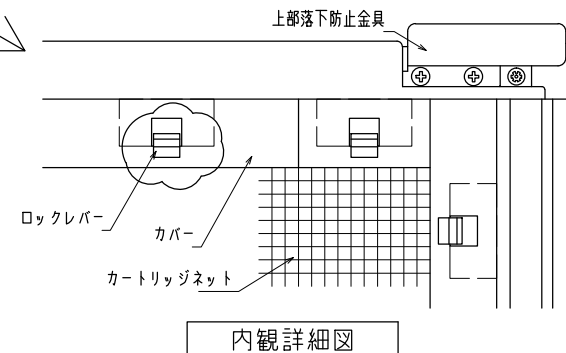 上部落下防止金具
ロックレバー
カバー
カートリッジネット
内観詳細図